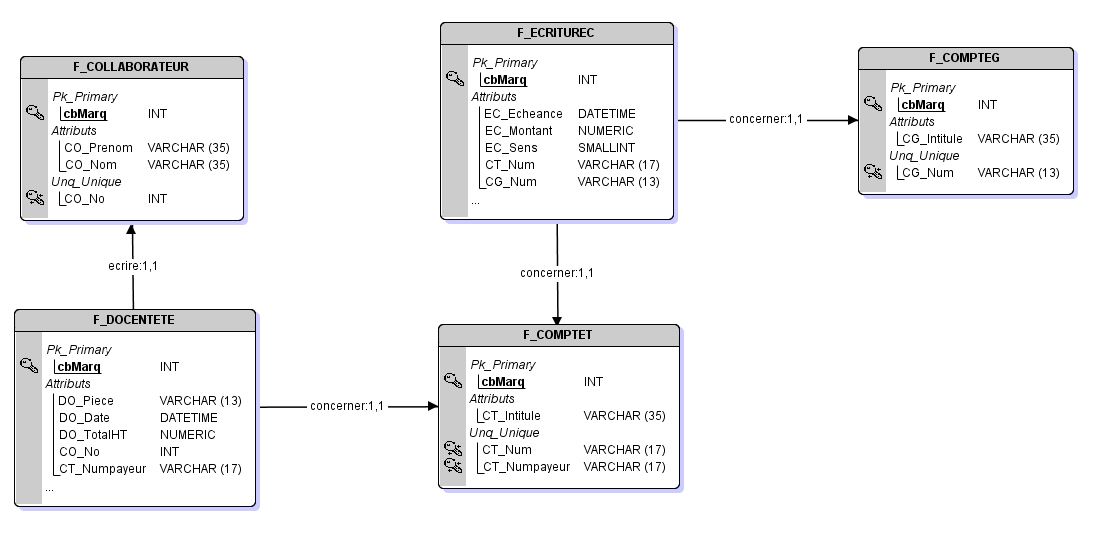 F_COLLABORATEUR
Pk_Primary
cbMarq INT
Attributs
CO_Prenom VARCHAR (35)
CO_Nom VARCHAR (35)
Unq_Unique
CO_No INT
F_ECRITUREC
Pk_Primary
cbMarq INT
Attributs
EC_Echeance DATETIME
EC_Montant NUMERIC
EC_Sens SMALLINT
CT_Num VARCHAR (17)
CG_Num VARCHAR (13)
...
concerner:1,1
F_COMPTEG
Pk_Primary
cbMarq INT
Attributs
CG_Intitule VARCHAR (35)
Unq_Unique
CG_Num VARCHAR (13)
ecrire:1,1
concerner:1,1
F_DOCENTETE
Pk_Primary
cbMarq INT
Attributs
DO_Piece VARCHAR (13)
DO_Date DATETIME
DO_TotalHT NUMERIC
CO_No INT
CT_Numpayeur VARCHAR (17)
...
concerner:1,1
F_COMPTET
Pk_Primary
cbMarq INT
Attributs
CT_Intitule VARCHAR (35)
Unq_Unique
CT_Num VARCHAR (17)
CT_Numpayeur VARCHAR (17)